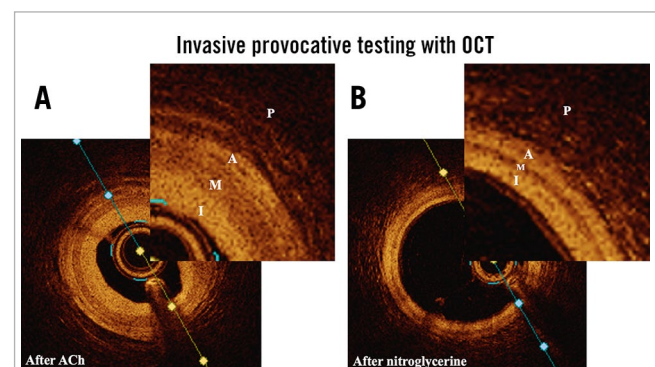 Invasive provocative testing with OCT
A
P
A
M
I
After ACh
B
P
A
M
I
After nitroglycerine